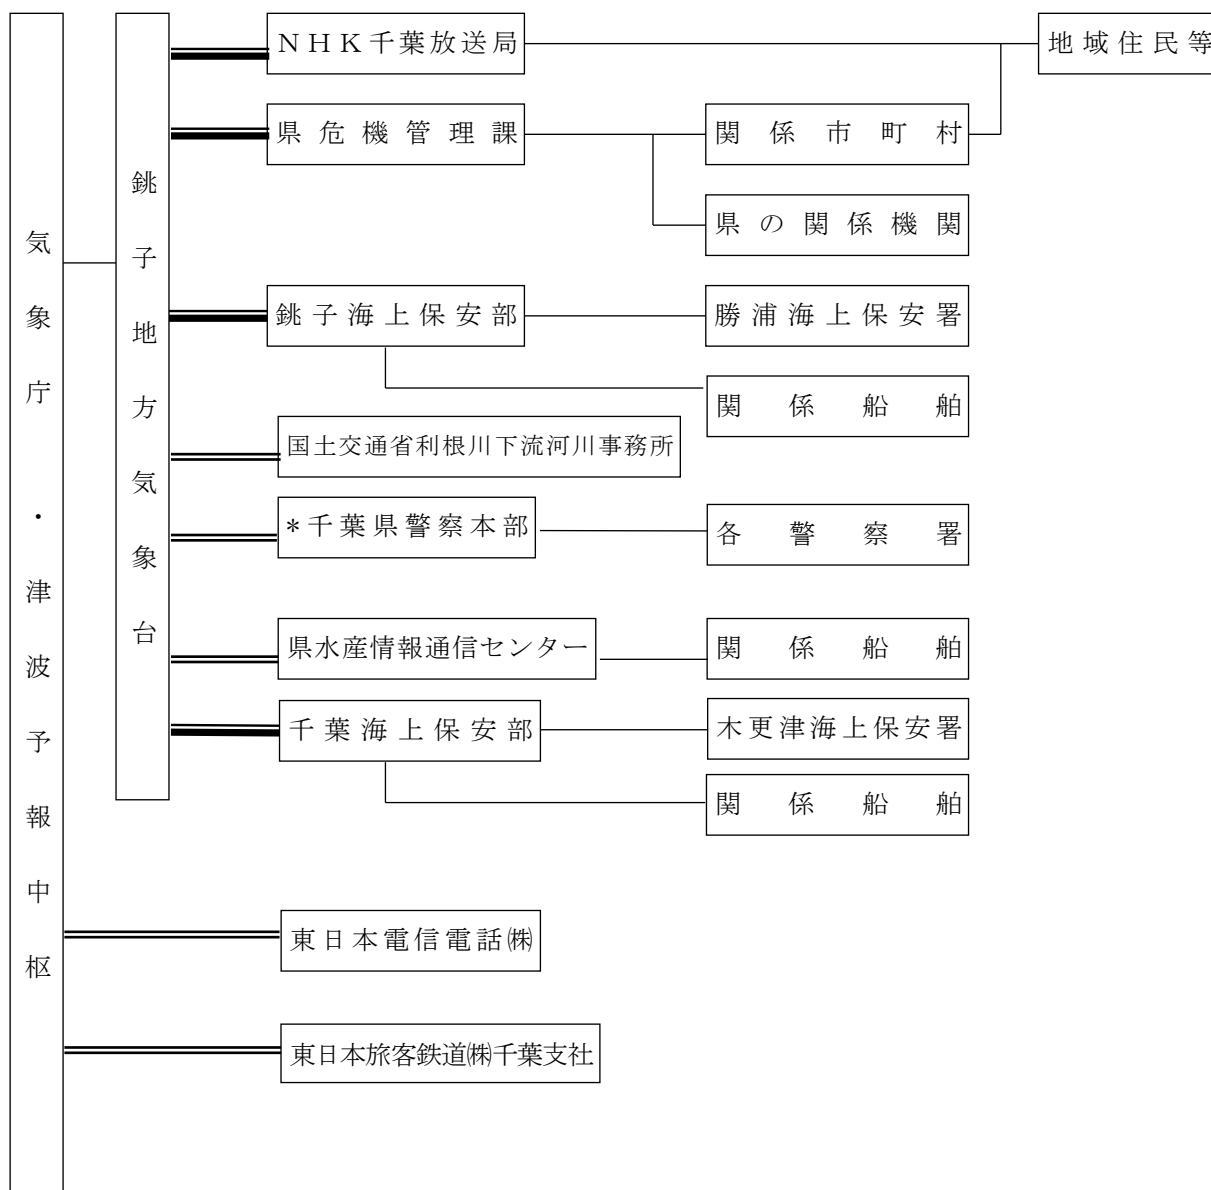 気象庁・津波予報中枢
銚子地方気象台
NHK千葉放送局
地域住民等
県危機管理課
関係市町村
県の関係機関
銚子海上保安部
勝浦海上保安署
関係船舶
国土交通省利根川下流河川事務所
*千葉県警察本部
各警察署
県水産情報通信センター
関係船舶
千葉海上保安部
木更津海上保安署
関係船舶
東日本電信電話㈱
東日本旅客鉄道㈱千葉支社